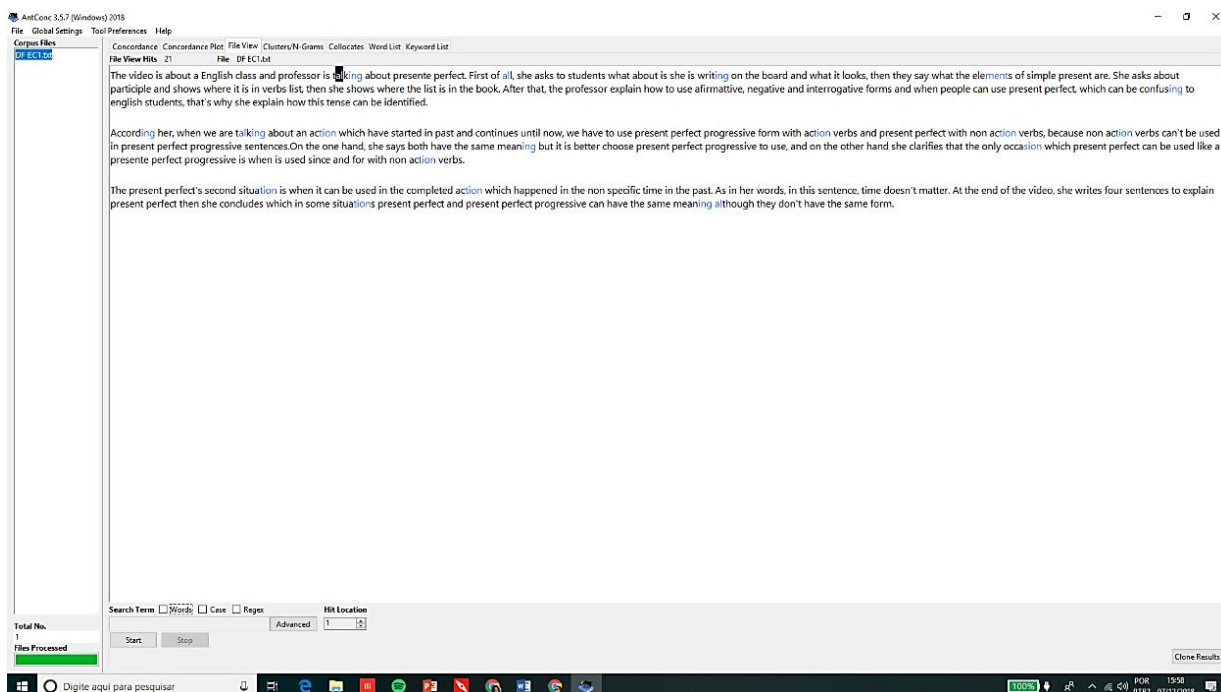 AntConc 3.5.7 (Windows) 2018
File Global Settings Tool Preferences Help
Corpus Files
DF EC1.txt
Concordance Concordance Plot File View Clusters/N-Grams Collocates Word List Keyword List
File View Hits 21 File DF EC1.txt
The video is about a English class and professor is talking about presente perfect. First of all, she asks to students what about is she is writing on the board and what it looks, then they say what the elements of simple present are. She asks about
participle and shows where it is in verbs list, then she shows where the list is in the book. After that, the professor explain how to use afirmattive, negative and interrogative forms and when people can use present perfect, which can be confusing to
english students, that's why she explain how this tense can be identified.
According her, when we are talking about an action which have started in past and continues until now, we have to use present perfect progressive form with action verbs and present perfect with non action verbs, because non action verbs can't be used
in present perfect progressive sentences.On the one hand, she says both have the same meaning but it is better choose present perfect progressive to use, and on the other hand she clarifies that the only occasion which present perfect can be used like a
presente perfect progressive is when is used since and for with non action verbs.
The present perfect's second situation is when it can be used in the completed action which happened in the non specific time in the past. As in her words, in this sentence, time doesn't matter. At the end of the video, she writes four sentences to explain
present perfect then she concludes which in some situations present perfect and present perfect progressive can have the same meaning although they don't have the same form.
Search Term Words Case Regex Hit Location
Advanced 1
Start Stop
Total No.
1
Files Processed
Clone Results
Digite aqui para pesquisar
100% POR 15:58
PTB2 07/12/2018